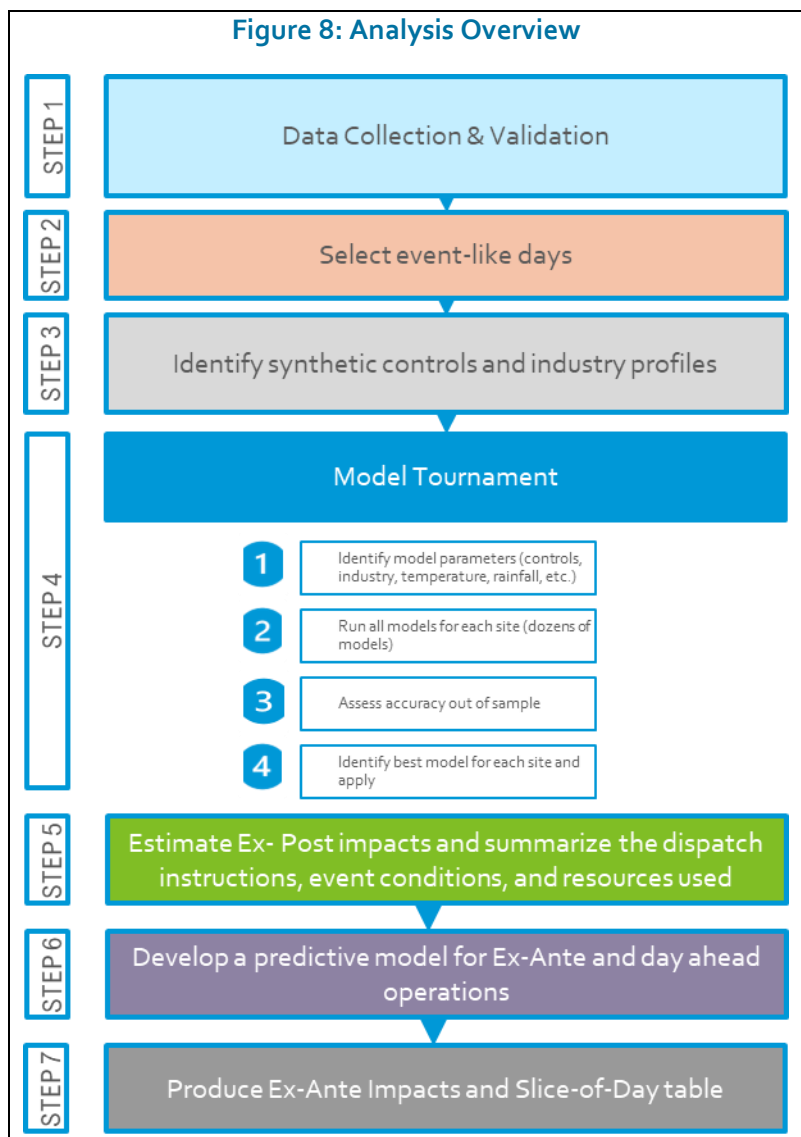 Figure 8: Analysis Overview
STEP 1
Data Collection & Validation
STEP 2
Select event-like days
STEP 3
Identify synthetic controls and industry profiles
STEP 4
Model Tournament
1
Identify model parameters (controls,
industry, temperature, rainfall, etc.)
2
Run all models for each site (dozens of
models)
3
Assess accuracy out of sample
4
Identify best model for each site and
apply
STEP 5
Estimate Ex- Post impacts and summarize the dispatch
instructions, event conditions, and resources used
STEP 6
Develop a predictive model for Ex-Ante and day ahead
operations
STEP 7
Produce Ex-Ante Impacts and Slice-of-Day table